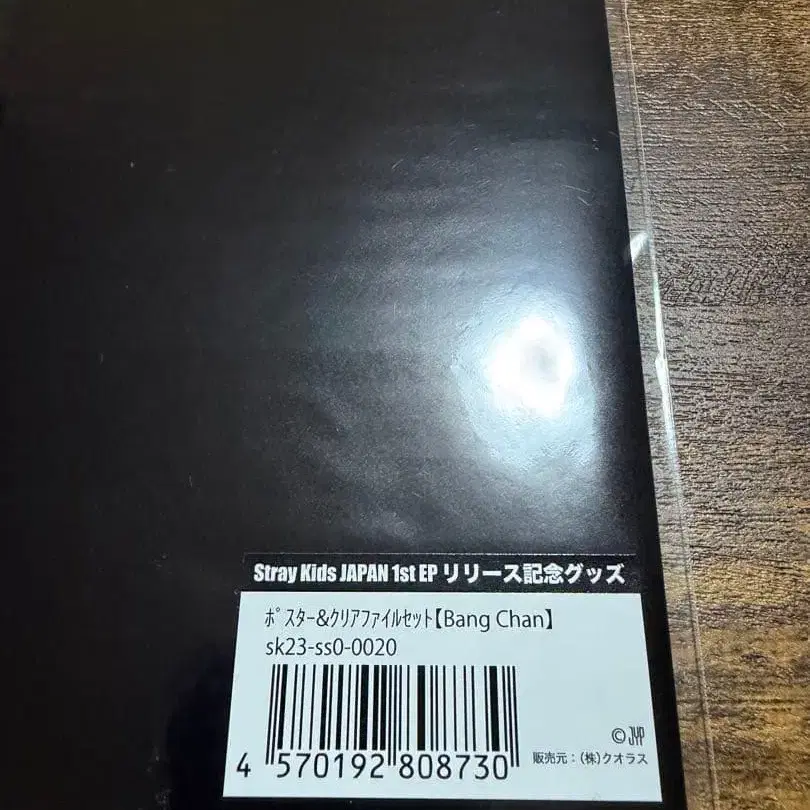 Stray Kids JAPAN 1st EP リリース記念グッズ
ﾎﾟｽﾀｰ&ｸﾘｱﾌｧｲﾙｾｯﾄ【Bang Chan】
sk23-ss0-0020
©JYP
4 570192 808730
販売元：(株)クオラス